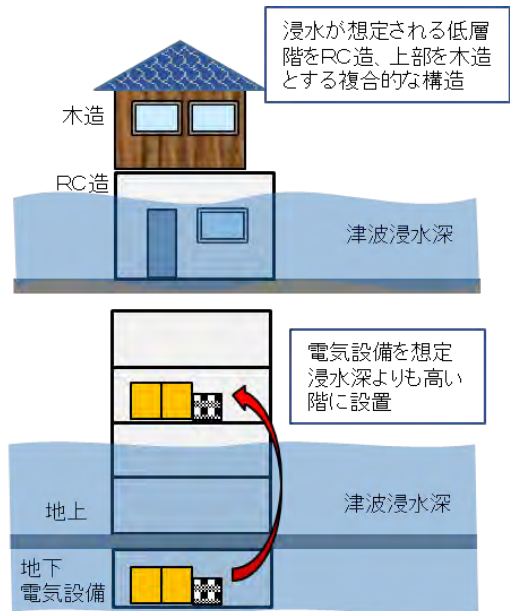 浸水が想定される低層
階をRC造、上部を木造
とする複合的な構造
木造
RC造
津波浸水深
電気設備を想定
浸水深よりも高い
階に設置
地上
津波浸水深
地下
電気設備